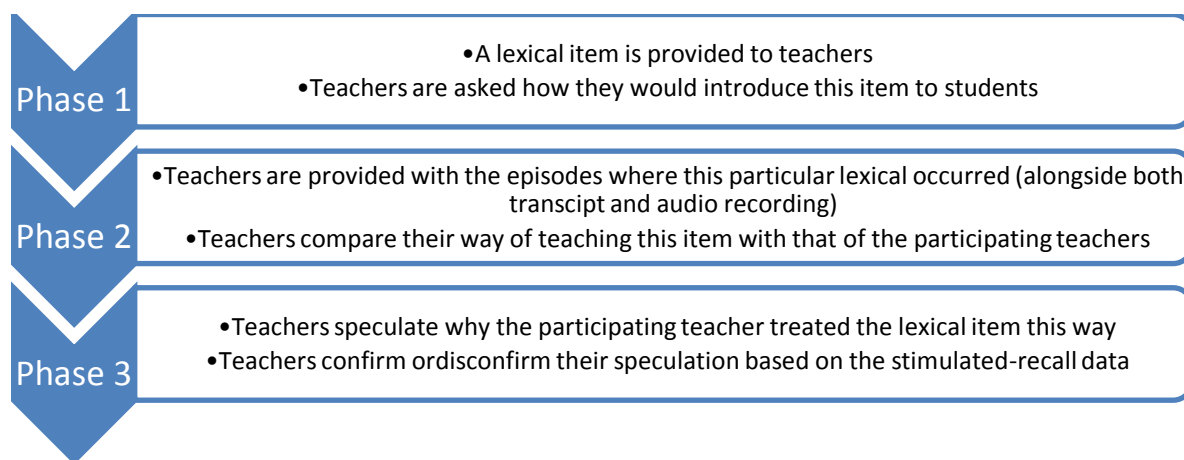 Phase 1
•A lexical item is provided to teachers
•Teachers are asked how they would introduce this item to students
Phase 2
•Teachers are provided with the episodes where this particular lexical occurred (alongside both
transcipt and audio recording)
•Teachers compare their way of teaching this item with that of the participating teachers
Phase 3
•Teachers speculate why the participating teacher treated the lexical item this way
•Teachers confirm ordisconfirm their speculation based on the stimulated-recall data